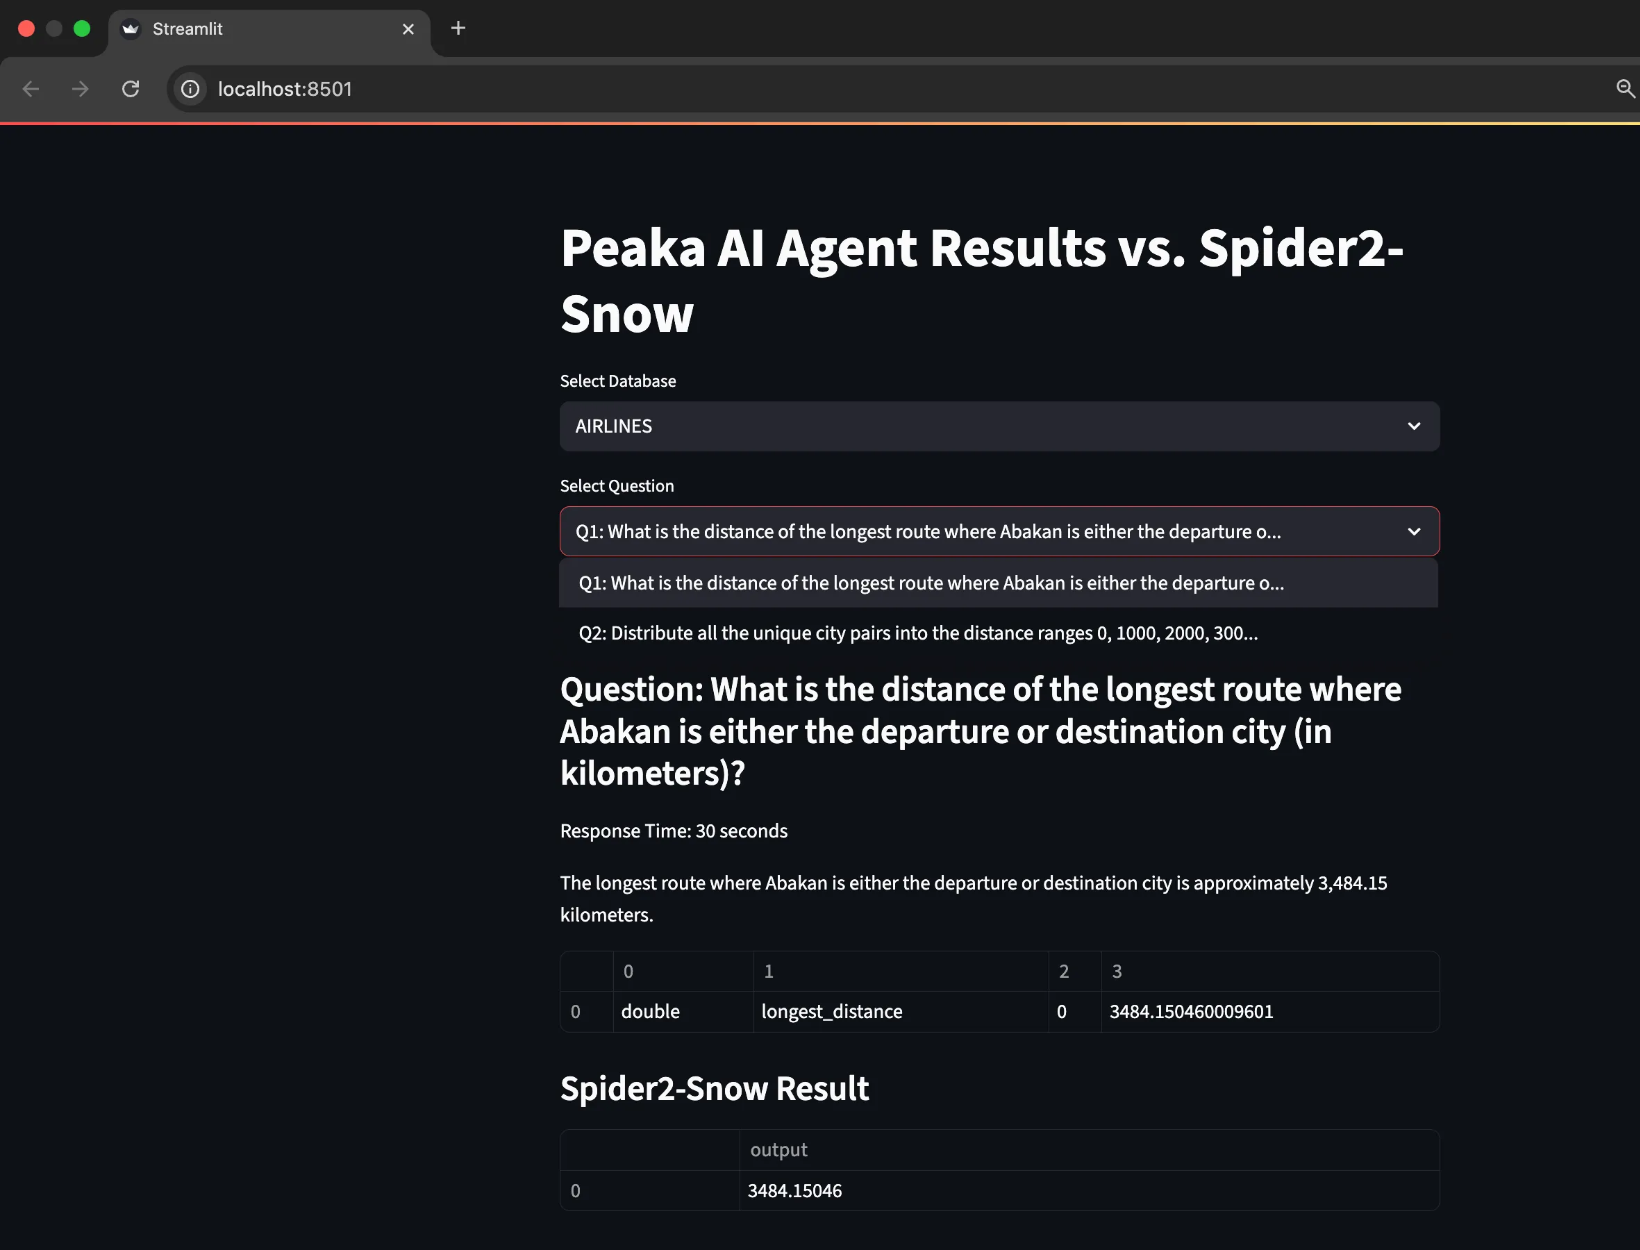 Streamlit
localhost:8501
Peaka AI Agent Results vs. Spider2-
Snow
Select Database
AIRLINES
Select Question
Q1: What is the distance of the longest route where Abakan is either the departure o...
Q1: What is the distance of the longest route where Abakan is either the departure o...
Q2: Distribute all the unique city pairs into the distance ranges 0, 1000, 2000, 300...
Question: What is the distance of the longest route where
Abakan is either the departure or destination city (in
kilometers)?
Response Time: 30 seconds
The longest route where Abakan is either the departure or destination city is approximately 3,484.15
kilometers.
0 1 2 3
0 double longest_distance 0 3484.150460009601
Spider2-Snow Result
output
0 3484.15046